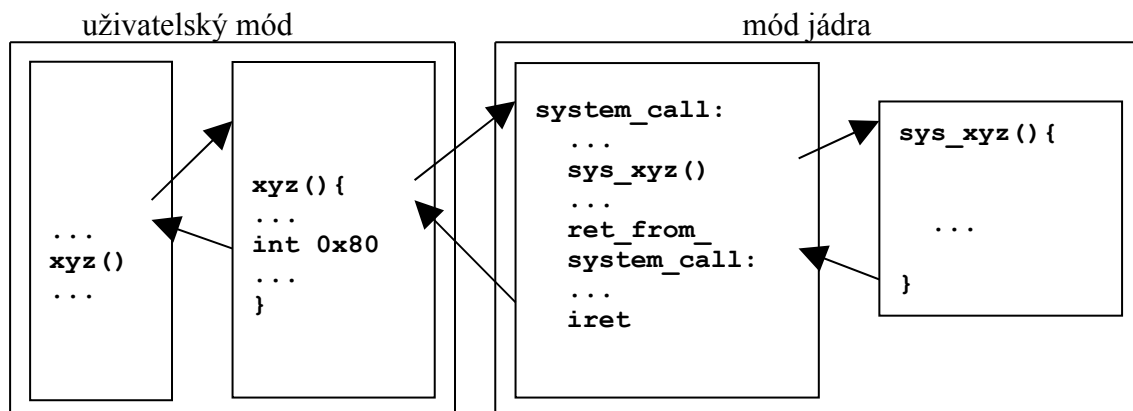 uživatelský mód
mód jádra
...
xyz()
...
xyz(){
...
int 0x80
...
}
system_call:
...
sys_xyz()
...
ret_from_
system_call:
...
iret
sys_xyz(){
...
}